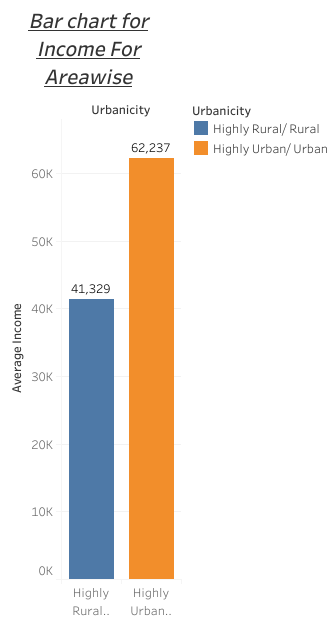 Bar chart for
Income For
Areawise
Urbanicity
Urbanicity
Highly Rural/ Rural
Highly Urban/ Urban
62,237
60K
50K
41,329
40K
Average Income
30K
20K
10K
0K
Highly
Rural..
Highly
Urban..